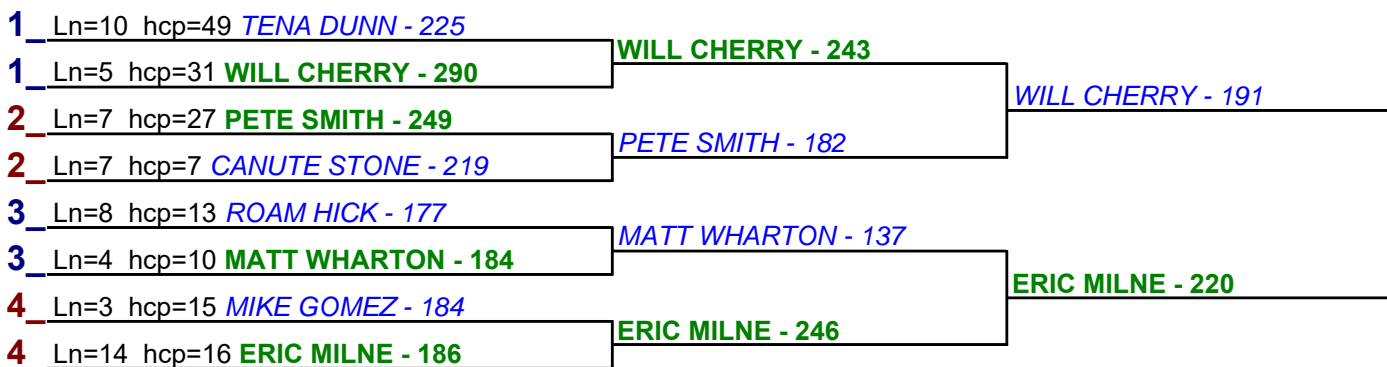 1_ Ln=10 hcp=49 TENA DUNN - 225
WILL CHERRY - 243
1_ Ln=5 hcp=31 WILL CHERRY - 290
WILL CHERRY - 191
2_ Ln=7 hcp=27 PETE SMITH - 249
PETE SMITH - 182
2_ Ln=7 hcp=7 CANUTE STONE - 219
3_ Ln=8 hcp=13 ROAM HICK - 177
MATT WHARTON - 137
3_ Ln=4 hcp=10 MATT WHARTON - 184
ERIC MILNE - 220
4_ Ln=3 hcp=15 MIKE GOMEZ - 184
ERIC MILNE - 246
4 Ln=14 hcp=16 ERIC MILNE - 186